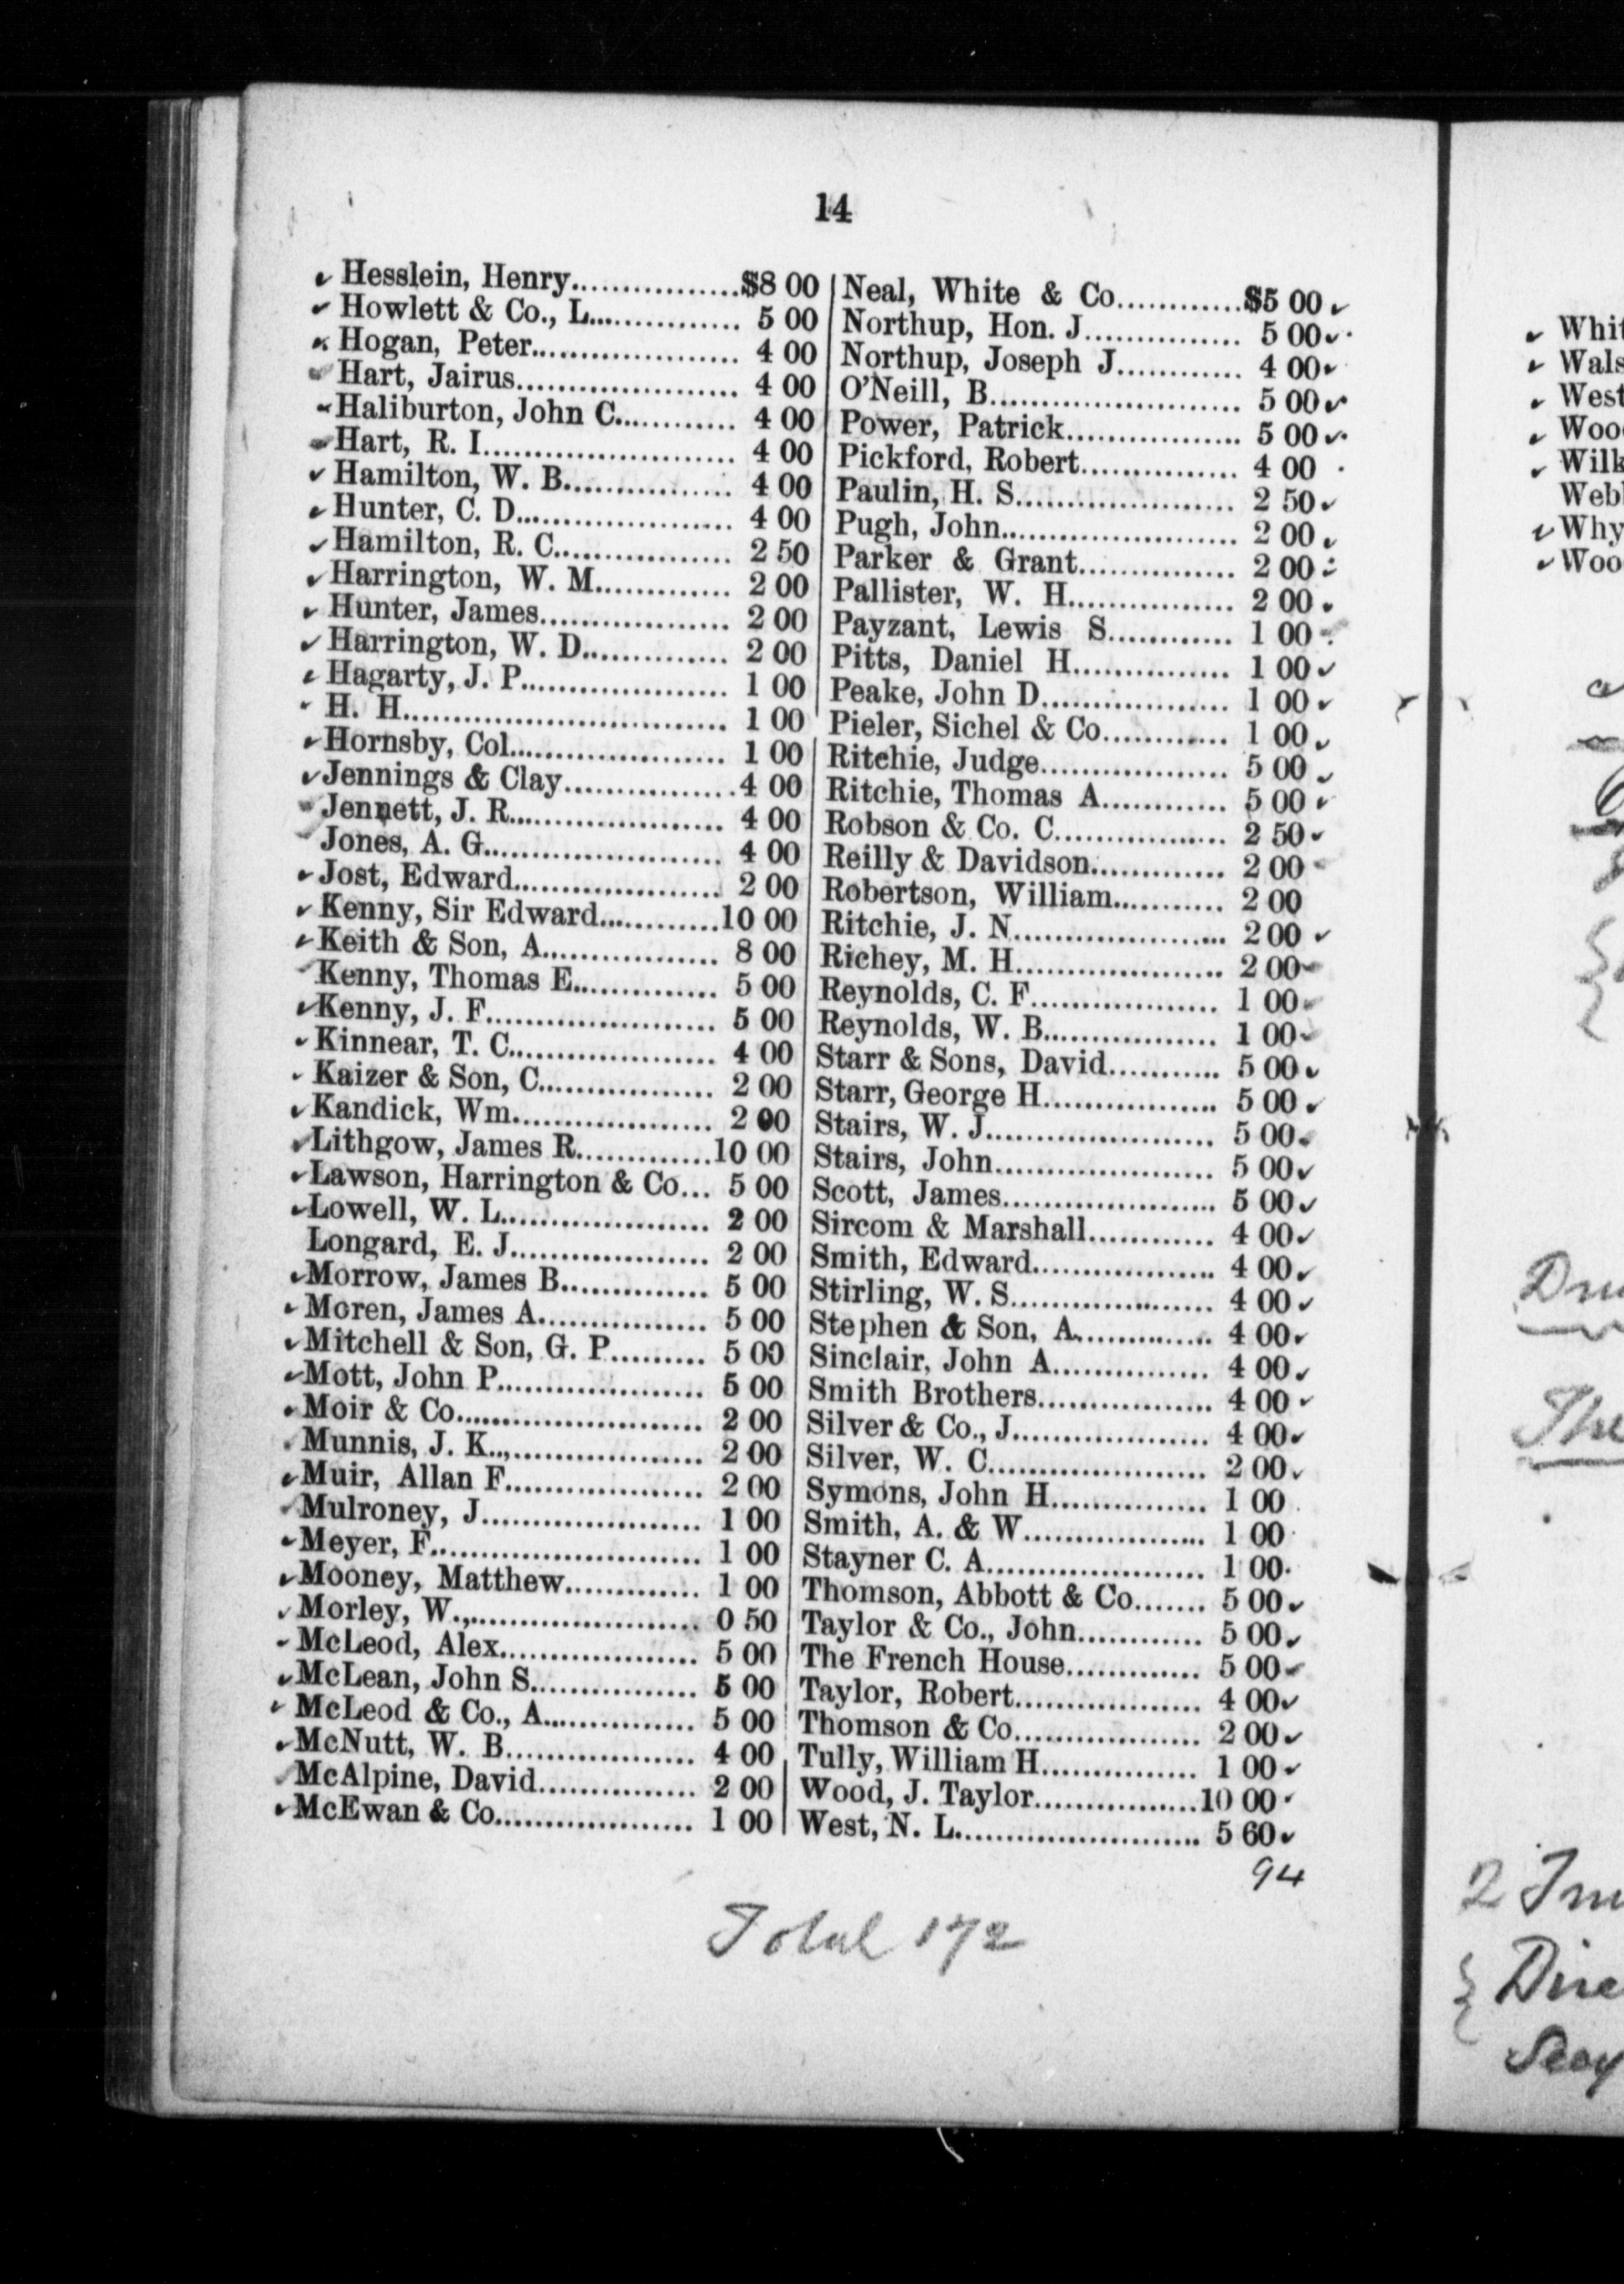 14
Hesslein, Henry................$8 00
Howlett & Co., L............... 5 00
Hogan, Peter..................... 4 00
Hart, Jairus...................... 4 00
Haliburton, John C............ 4 00
Hart, R. I......................... 4 00
Hamilton, W. B................. 4 00
Hunter, C. D...................... 4 00
Hamilton, R. C.................. 2 50
Harrington, W. M.............. 2 00
Hunter, James................... 2 00
Harrington, W. D............... 2 00
Hagarty, J. P..................... 1 00
H. H................................ 1 00
Hornsby, Col...................... 1 00
Jennings & Clay.................4 00
Jennett, J. R...................... 4 00
Jones, A. G........................ 4 00
Jost, Edward..................... 2 00
Kenny, Sir Edward............10 00
Keith & Son, A.................. 8 00
Kenny, Thomas E............... 5 00
Kenny, J. F....................... 5 00
Kinnear, T. C..................... 4 00
Kaizer & Son, C................. 2 00
Kandick, Wm.................... 2 00
Lithgow, James R..............10 00
Lawson, Harrington & Co... 5 00
Lowell, W. L..................... 2 00
Longard, E. J.................... 2 00
Morrow, James B............... 5 00
Moren, James A................. 5 00
Mitchell & Son, G. P.......... 5 00
Mott, John P..................... 5 00
Moir & Co......................... 2 00
Munnis, J. K..,................... 2 00
Muir, Allan F.................... 2 00
Mulroney, J...................... 1 00
Meyer, F........................... 1 00
Mooney, Matthew............. 1 00
Morley, W.,....................... 0 50
McLeod, Alex.................... 5 00
McLean, John S................. 5 00
McLeod & Co., A............... 5 00
McNutt, W. B................... 4 00
McAlpine, David................ 2 00
McEwan & Co.................... 1 00
Neal, White & Co............$5 00
Northup, Hon. J................ 5 00
Northup, Joseph J............ 4 00
O'Neill, B......................... 5 00
Power, Patrick.................. 5 00
Pickford, Robert............... 4 00
Paulin, H. S...................... 2 50
Pugh, John........................ 2 00
Parker & Grant................ 2 00
Pallister, W. H................. 2 00
Payzant, Lewis S............ 1 00
Pitts, Daniel H................ 1 00
Peake, John D................... 1 00
Pieler, Sichel & Co............ 1 00
Ritchie, Judge................... 5 00
Ritchie, Thomas A............ 5 00
Robson & Co. C................. 2 50
Reilly & Davidson............. 2 00
Robertson, William........... 2 00
Ritchie, J. N..................... 2 00
Richey, M. H..................... 2 00
Reynolds, C. F................... 1 00
Reynolds, W. B................. 1 00
Starr & Sons, David........... 5 00
Starr, George H................. 5 00
Stairs, W. J....................... 5 00
Stairs, John...................... 5 00
Scott, James..................... 5 00
Sircom & Marshall............ 4 00
Smith, Edward.................. 4 00
Stirling, W. S.................... 4 00
Stephen & Son, A.............. 4 00
Sinclair, John A................ 4 00
Smith Brothers.................. 4 00
Silver & Co., J................... 4 00
Silver, W. C...................... 2 00
Symons, John H............... 1 00
Smith, A. & W.................. 1 00
Stayner C. A...................... 1 00
Thomson, Abbott & Co....... 5 00
Taylor & Co., John............ 5 00
The French House............. 5 00
Taylor, Robert................... 4 00
Thomson & Co................... 2 00
Tully, William H............... 1 00
Wood, J. Taylor.................10 00
West, N. L........................ 5 60
94
Total 172
Whit
Wals
West
Woo
Wilk
Web
Why
Woo